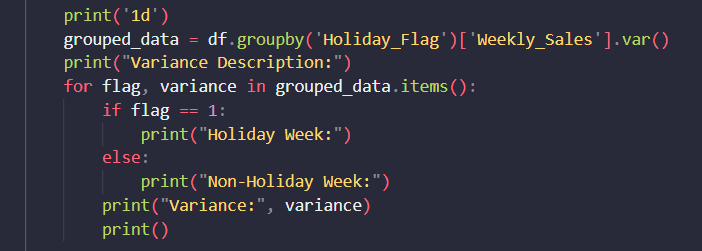 print('1d')
grouped_data = df.groupby('Holiday_Flag')['Weekly_Sales'].var()
print("Variance Description:")
for flag, variance in grouped_data.items():
    if flag == 1:
        print("Holiday Week:")
    else:
        print("Non-Holiday Week:")
    print("Variance:", variance)
    print()